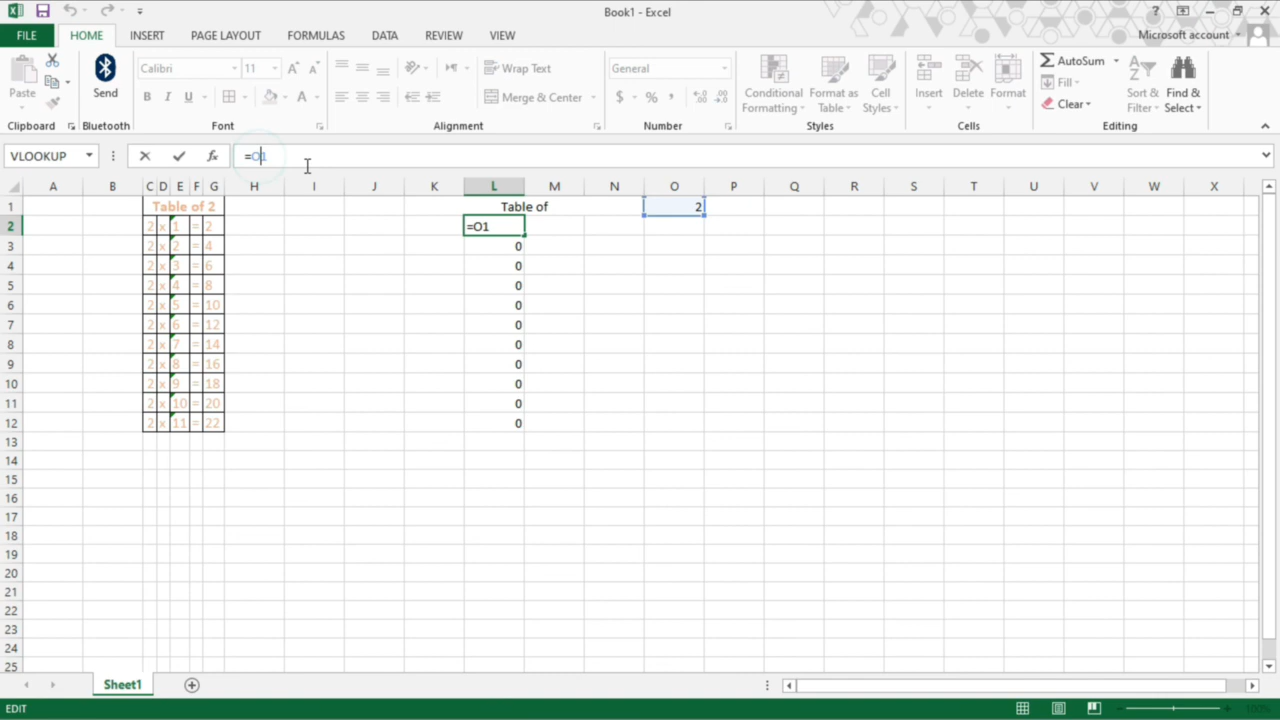 Book1 - Excel
?
FILE HOME INSERT PAGE LAYOUT FORMULAS DATA REVIEW VIEW
Microsoft account
Paste
Send
Calibri 11 A A
B I U A
Wrap Text
Merge & Center
General
$ % ,
Conditional Formatting
Format as Table
Cell Styles
Insert Delete Format
AutoSum
Fill
Clear
Sort & Filter
Find & Select
Clipboard Bluetooth Font Alignment Number Styles Cells Editing
VLOOKUP fx =O1
A B C D E F G H I J K L M N O P Q R S T U V W X
1 Table of 2 Table of 2
2 2 x 1 = 2 =O1
3 2 x 2 = 4 0
4 2 x 3 = 6 0
5 2 x 4 = 8 0
6 2 x 5 = 10 0
7 2 x 6 = 12 0
8 2 x 7 = 14 0
9 2 x 8 = 16 0
10 2 x 9 = 18 0
11 2 x 10 = 20 0
12 2 x 11 = 22 0
13
14
15
16
17
18
19
20
21
22
23
24
25
Sheet1
EDIT